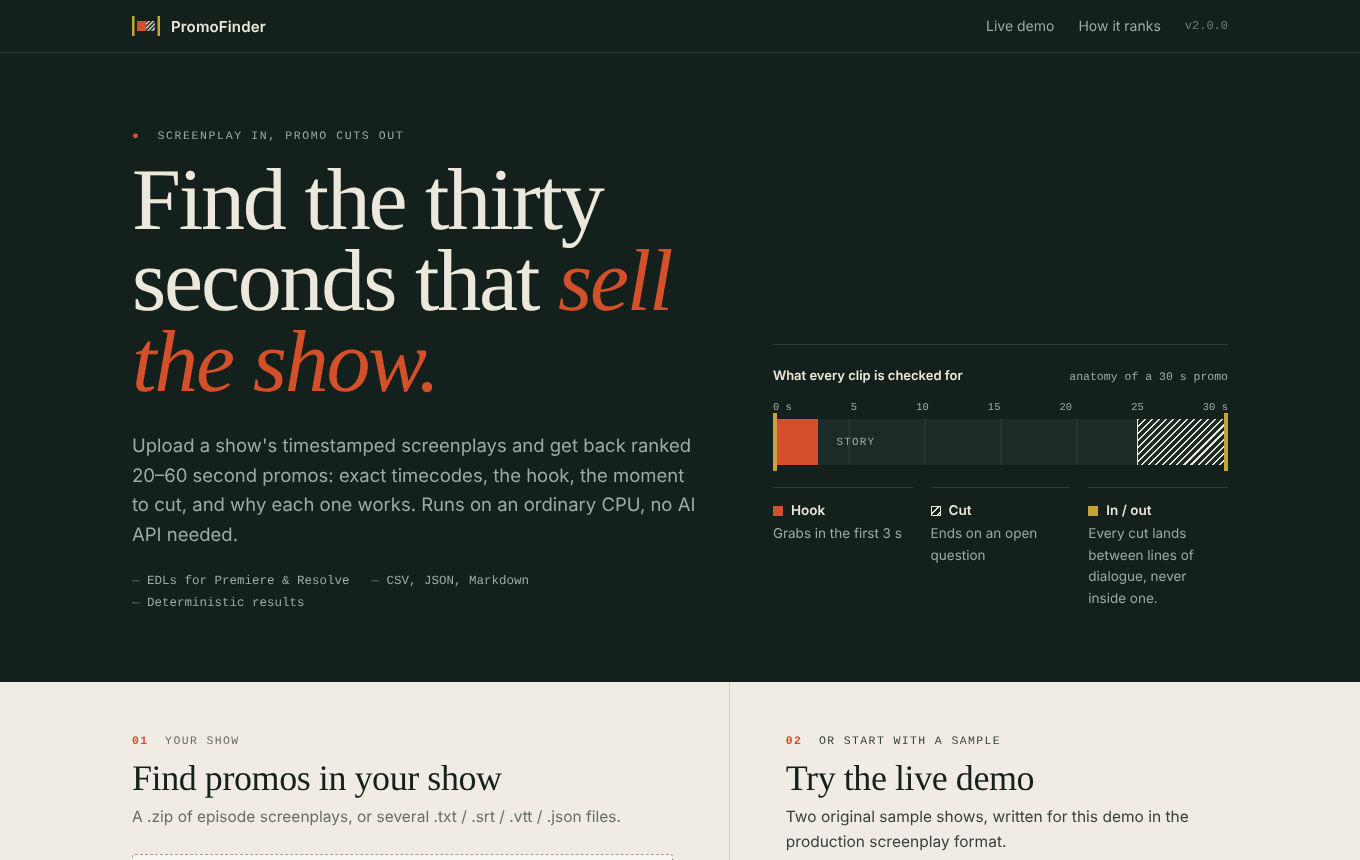 PromoFinder
Live demo
How it ranks
v2.0.0
SCREENPLAY IN, PROMO CUTS OUT
Find the thirty
seconds that sell
the show.
Upload a show's timestamped screenplays and get back ranked
20–60 second promos: exact timecodes, the hook, the moment
to cut, and why each one works. Runs on an ordinary CPU, no AI
API needed.
— EDLs for Premiere & Resolve — CSV, JSON, Markdown
— Deterministic results
What every clip is checked for
anatomy of a 30 s promo
0 s 5 10 15 20 25 30 s
STORY
Hook
Grabs in the first 3 s
Cut
Ends on an open
question
In / out
Every cut lands
between lines of
dialogue, never
inside one.
01 YOUR SHOW
Find promos in your show
A .zip of episode screenplays, or several .txt / .srt / .vtt / .json files.
02 OR START WITH A SAMPLE
Try the live demo
Two original sample shows, written for this demo in the
production screenplay format.